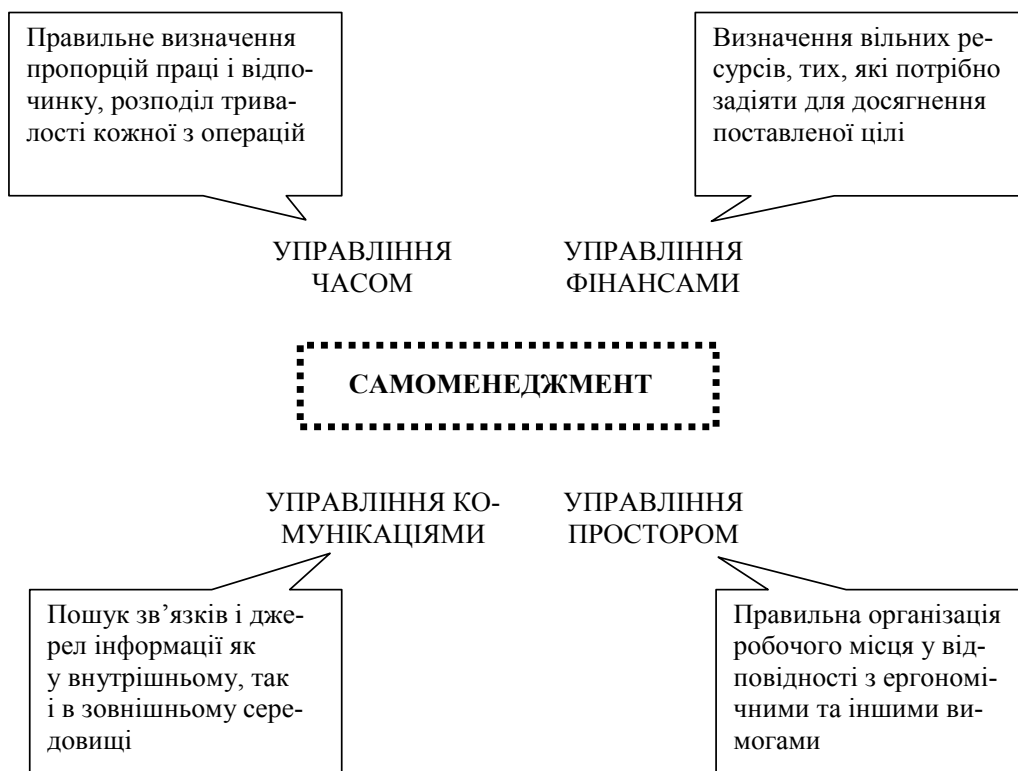 Правильне визначення
пропорцій праці і відпо-
чинку, розподіл трива-
лості кожної з операцій
Визначення вільних ре-
сурсів, тих, які потрібно
задіяти для досягнення
поставленої цілі
УПРАВЛІННЯ
ЧАСОМ
УПРАВЛІННЯ
ФІНАНСАМИ
САМОМЕНЕДЖМЕНТ
УПРАВЛІННЯ КО-
МУНІКАЦІЯМИ
УПРАВЛІННЯ
ПРОСТОРОМ
Пошук зв’язків і дже-
рел інформації як
у внутрішньому, так
і в зовнішньому сере-
довищі
Правильна організація
робочого місця у від-
повідності з ергономі-
чними та іншими ви-
могами